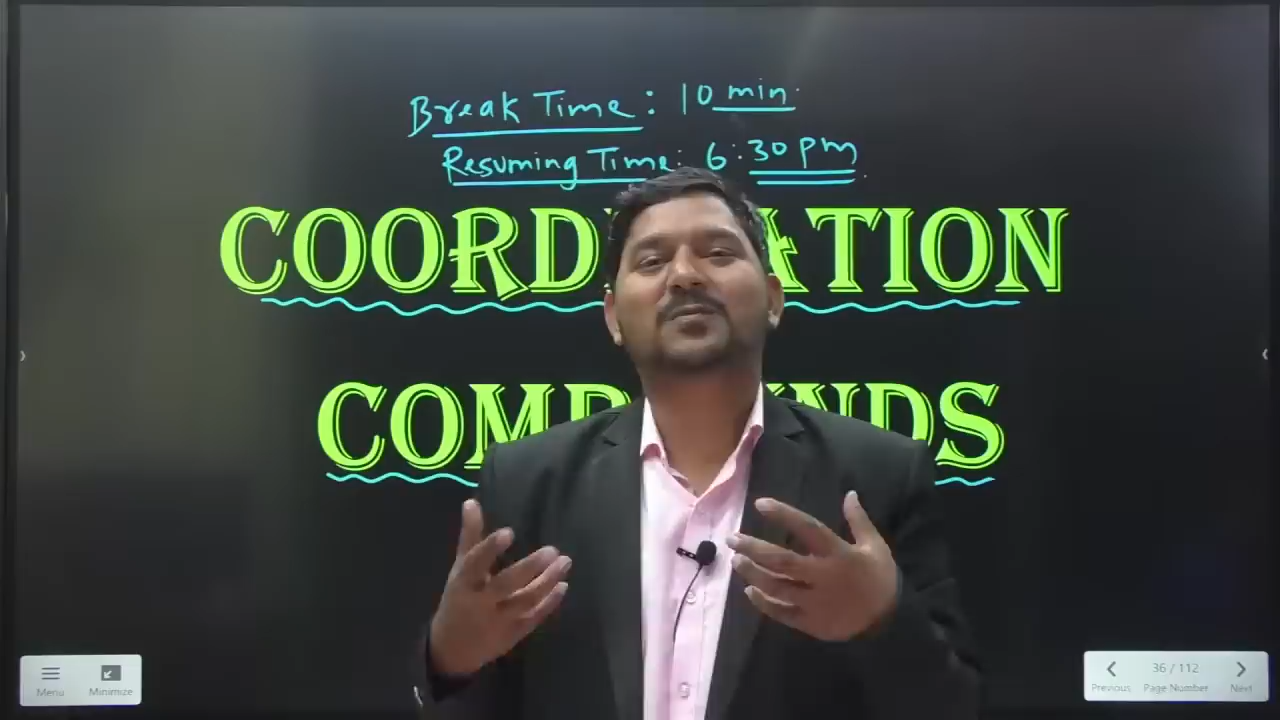 Break Time: 10 min.
Resuming Time: 6:30 pm
COORD ATION
COMP NDS
Menu
Minimize
36 / 112
Previous
Page Number
Next